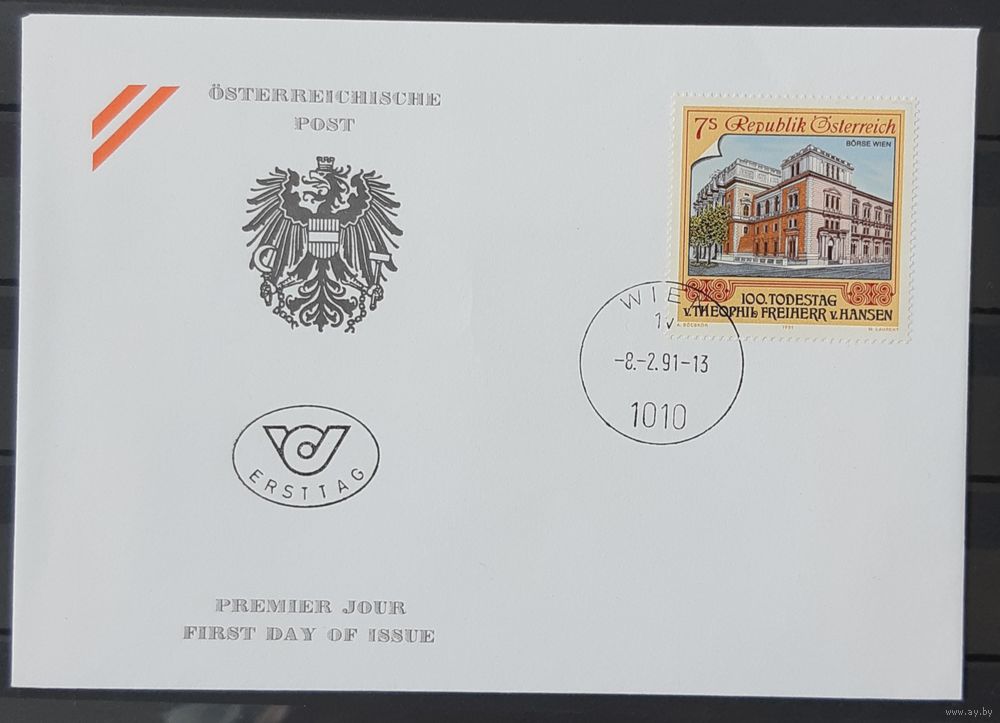 ÖSTERREICHISCHE
POST
ERSTTAG
PREMIER JOUR
FIRST DAY OF ISSUE
7S Republik Österreich
BÖRSE WIEN
100. TODESTAG
v. THEOPHIL FREIHERR v. HANSEN
1991
WIEN
1v
-8.-2.91-13
1010
www.ay.by